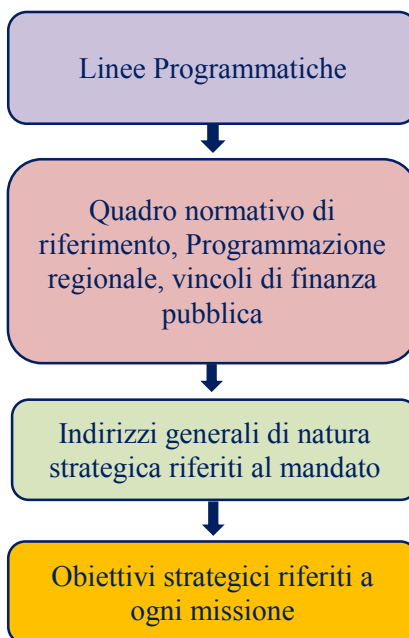 Linee Programmatiche
Quadro normativo di
riferimento, Programmazione
regionale, vincoli di finanza
pubblica
Indirizzi generali di natura
strategica riferiti al mandato
Obiettivi strategici riferiti a
ogni missione